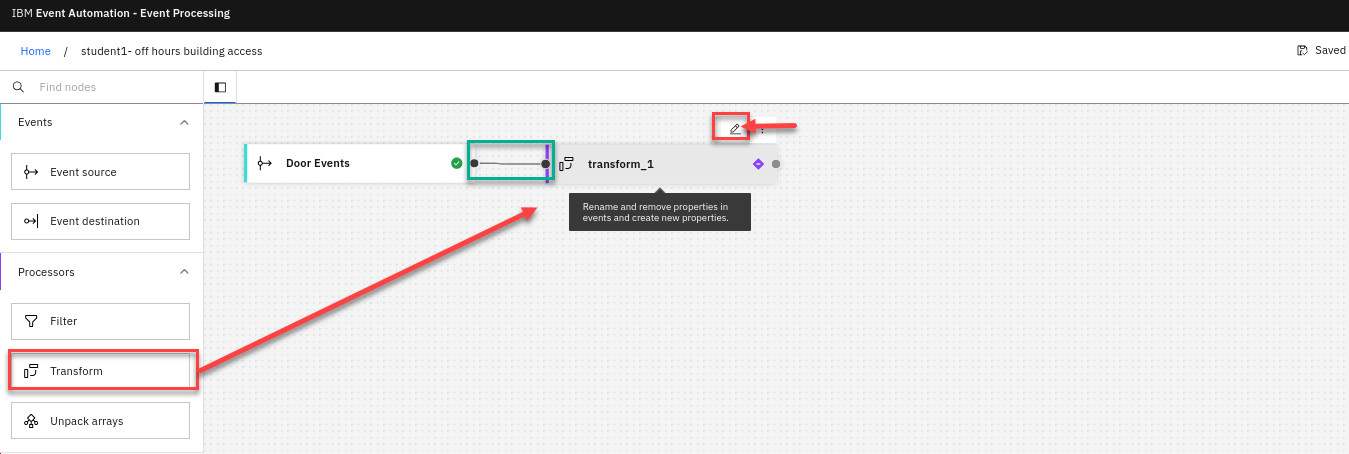 IBM Event Automation - Event Processing
Home / student1- off hours building access
Saved
Find nodes
Events
Event source
Event destination
Processors
Filter
Transform
Unpack arrays
Door Events
transform_1
Rename and remove properties in
events and create new properties.